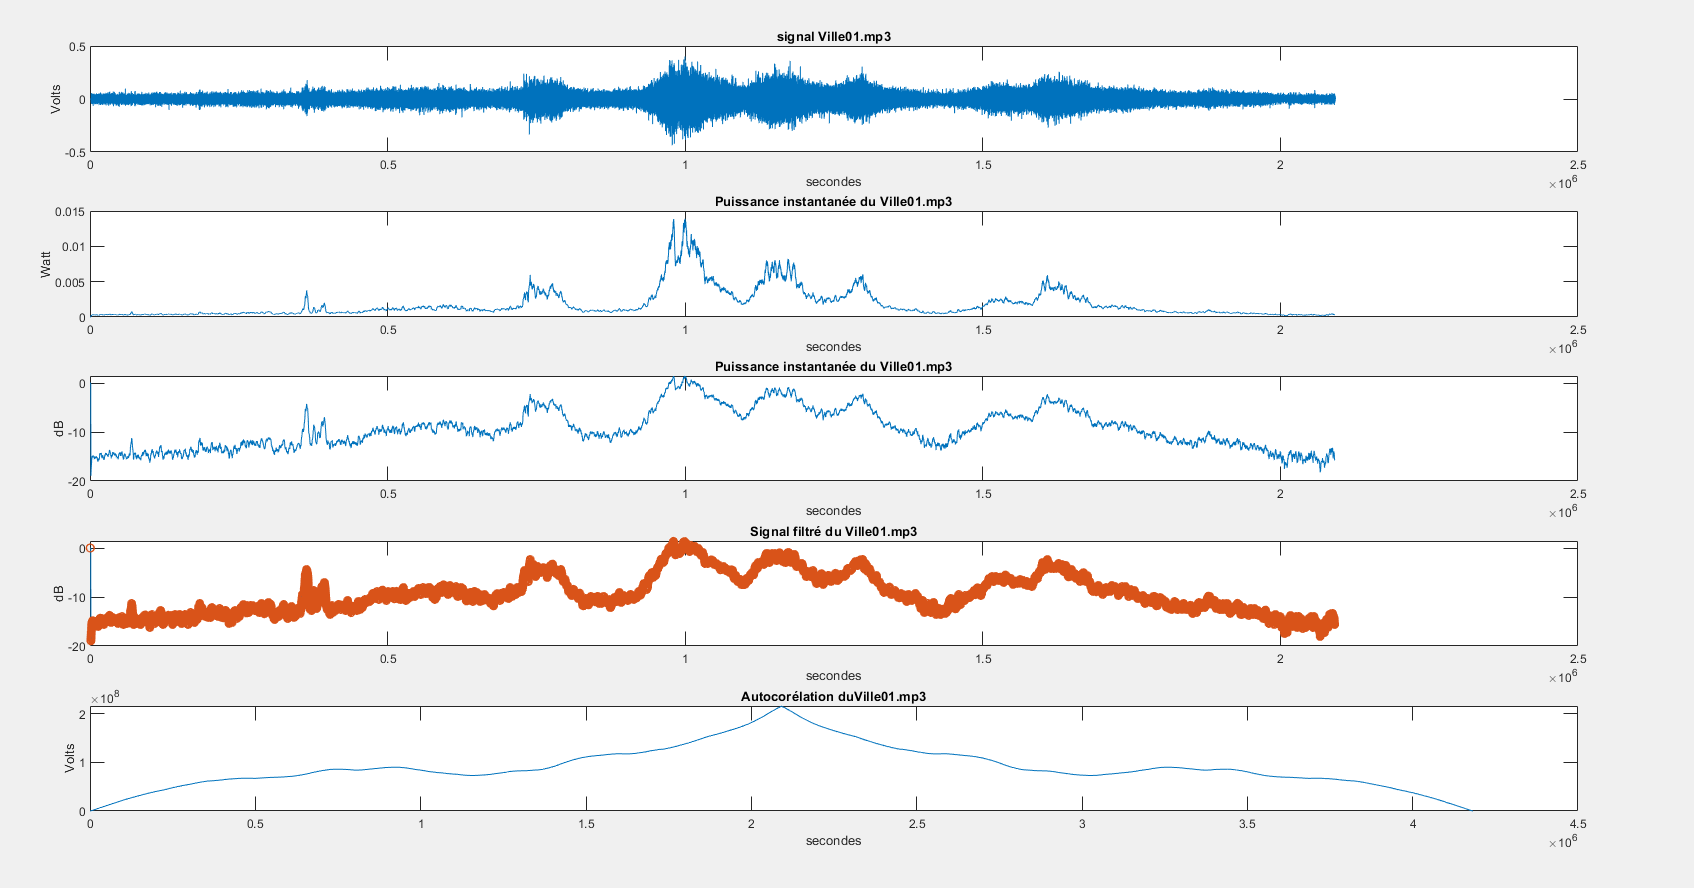 signal Ville01.mp3
0.5
0
-0.5
Volts
0 0.5 1 1.5 2 2.5
secondes
×10^6
Puissance instantanée du Ville01.mp3
0.015
0.01
0.005
0
Watt
0 0.5 1 1.5 2 2.5
secondes
×10^6
Puissance instantanée du Ville01.mp3
0
-10
-20
dB
0 0.5 1 1.5 2 2.5
secondes
×10^6
Signal filtré du Ville01.mp3
0
-10
-20
dB
0 0.5 1 1.5 2 2.5
secondes
×10^6
×10^8
Autocorélation duVille01.mp3
2
1
0
Volts
0 0.5 1 1.5 2 2.5 3 3.5 4 4.5
secondes
×10^6